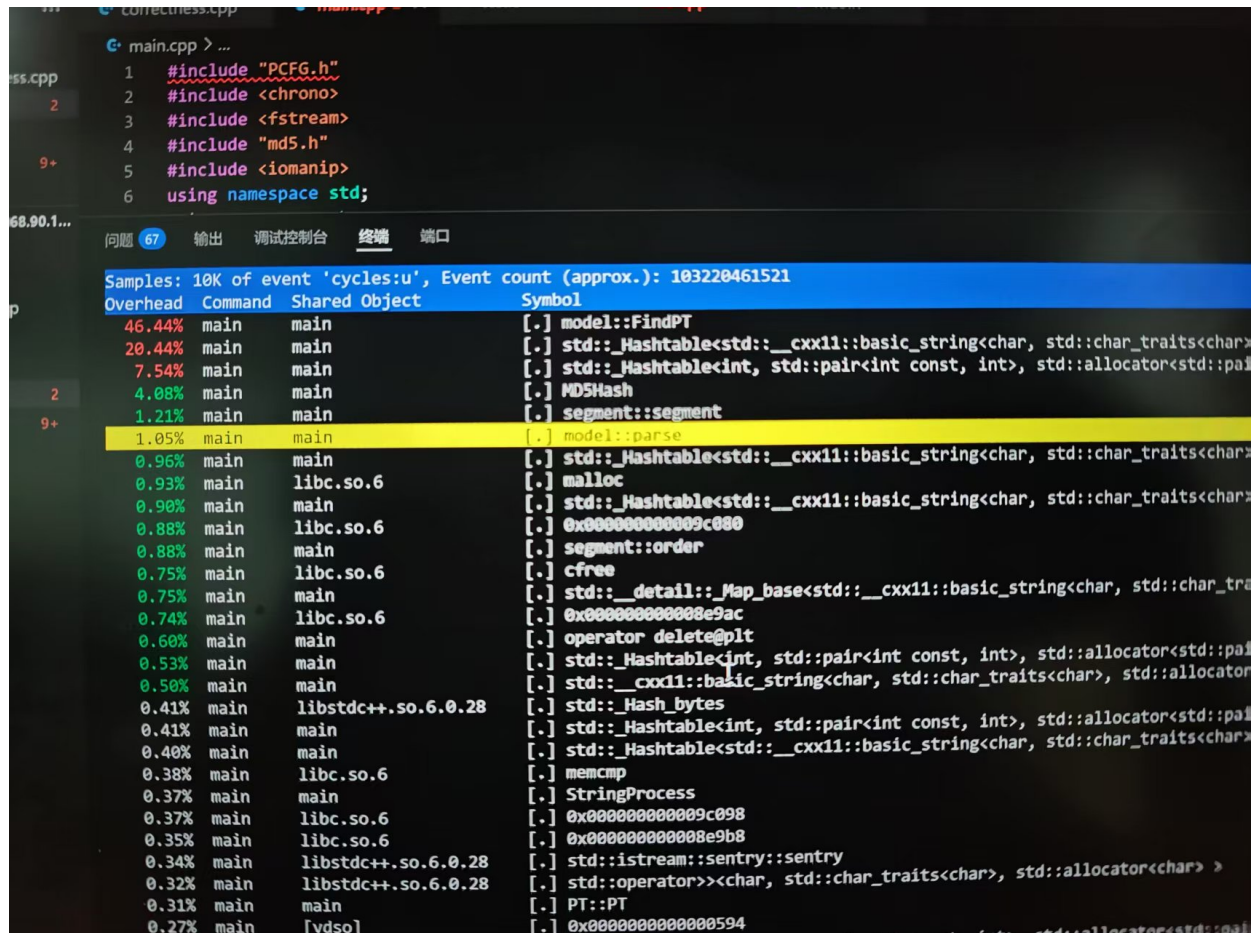 correctness.cpp
main.cpp
main.cpp > ...
1 #include "PCFG.h"
ess.cpp
2 #include <chrono>
2
3 #include <fstream>
4 #include "md5.h"
9+
5 #include <iomanip>
6 using namespace std;
68.90.1...
问题 67 输出 调试控制台 终端 端口
Samples: 10K of event 'cycles:u', Event count (approx.): 103220461521
Overhead Command Shared Object Symbol
p
46.44% main main [.] model::FindPT
20.44% main main [.] std::_Hashtable<std::__cxx11::basic_string<char, std::char_traits<char>
7.54% main main [.] std::_Hashtable<int, std::pair<int const, int>, std::allocator<std::pai
2
4.08% main main [.] MD5Hash
9+
1.21% main main [.] segment::segment
1.05% main main [.] model::parse
0.96% main main [.] std::_Hashtable<std::__cxx11::basic_string<char, std::char_traits<char>
0.93% main libc.so.6 [.] malloc
0.90% main main [.] std::_Hashtable<std::__cxx11::basic_string<char, std::char_traits<char>
0.88% main libc.so.6 [.] 0x000000000009c080
0.88% main main [.] segment::order
0.75% main libc.so.6 [.] cfree
0.75% main main [.] std::__detail::_Map_base<std::__cxx11::basic_string<char, std::char_tra
0.74% main libc.so.6 [.] 0x000000000008e9ac
0.60% main main [.] operator delete@plt
0.53% main main [.] std::_Hashtable<int, std::pair<int const, int>, std::allocator<std::pai
0.50% main main [.] std::__cxx11::basic_string<char, std::char_traits<char>, std::allocator
0.41% main libstdc++.so.6.0.28 [.] std::_Hash_bytes
0.41% main main [.] std::_Hashtable<int, std::pair<int const, int>, std::allocator<std::pai
0.40% main main [.] std::_Hashtable<std::__cxx11::basic_string<char, std::char_traits<char>
0.38% main libc.so.6 [.] memcmp
0.37% main main [.] StringProcess
0.37% main libc.so.6 [.] 0x000000000009c098
0.35% main libc.so.6 [.] 0x000000000008e9b8
0.34% main libstdc++.so.6.0.28 [.] std::istream::sentry::sentry
0.32% main libstdc++.so.6.0.28 [.] std::operator>><char, std::char_traits<char>, std::allocator<char> >
0.31% main main [.] PT::PT
0.27% main [vdso] [.] 0x0000000000000594